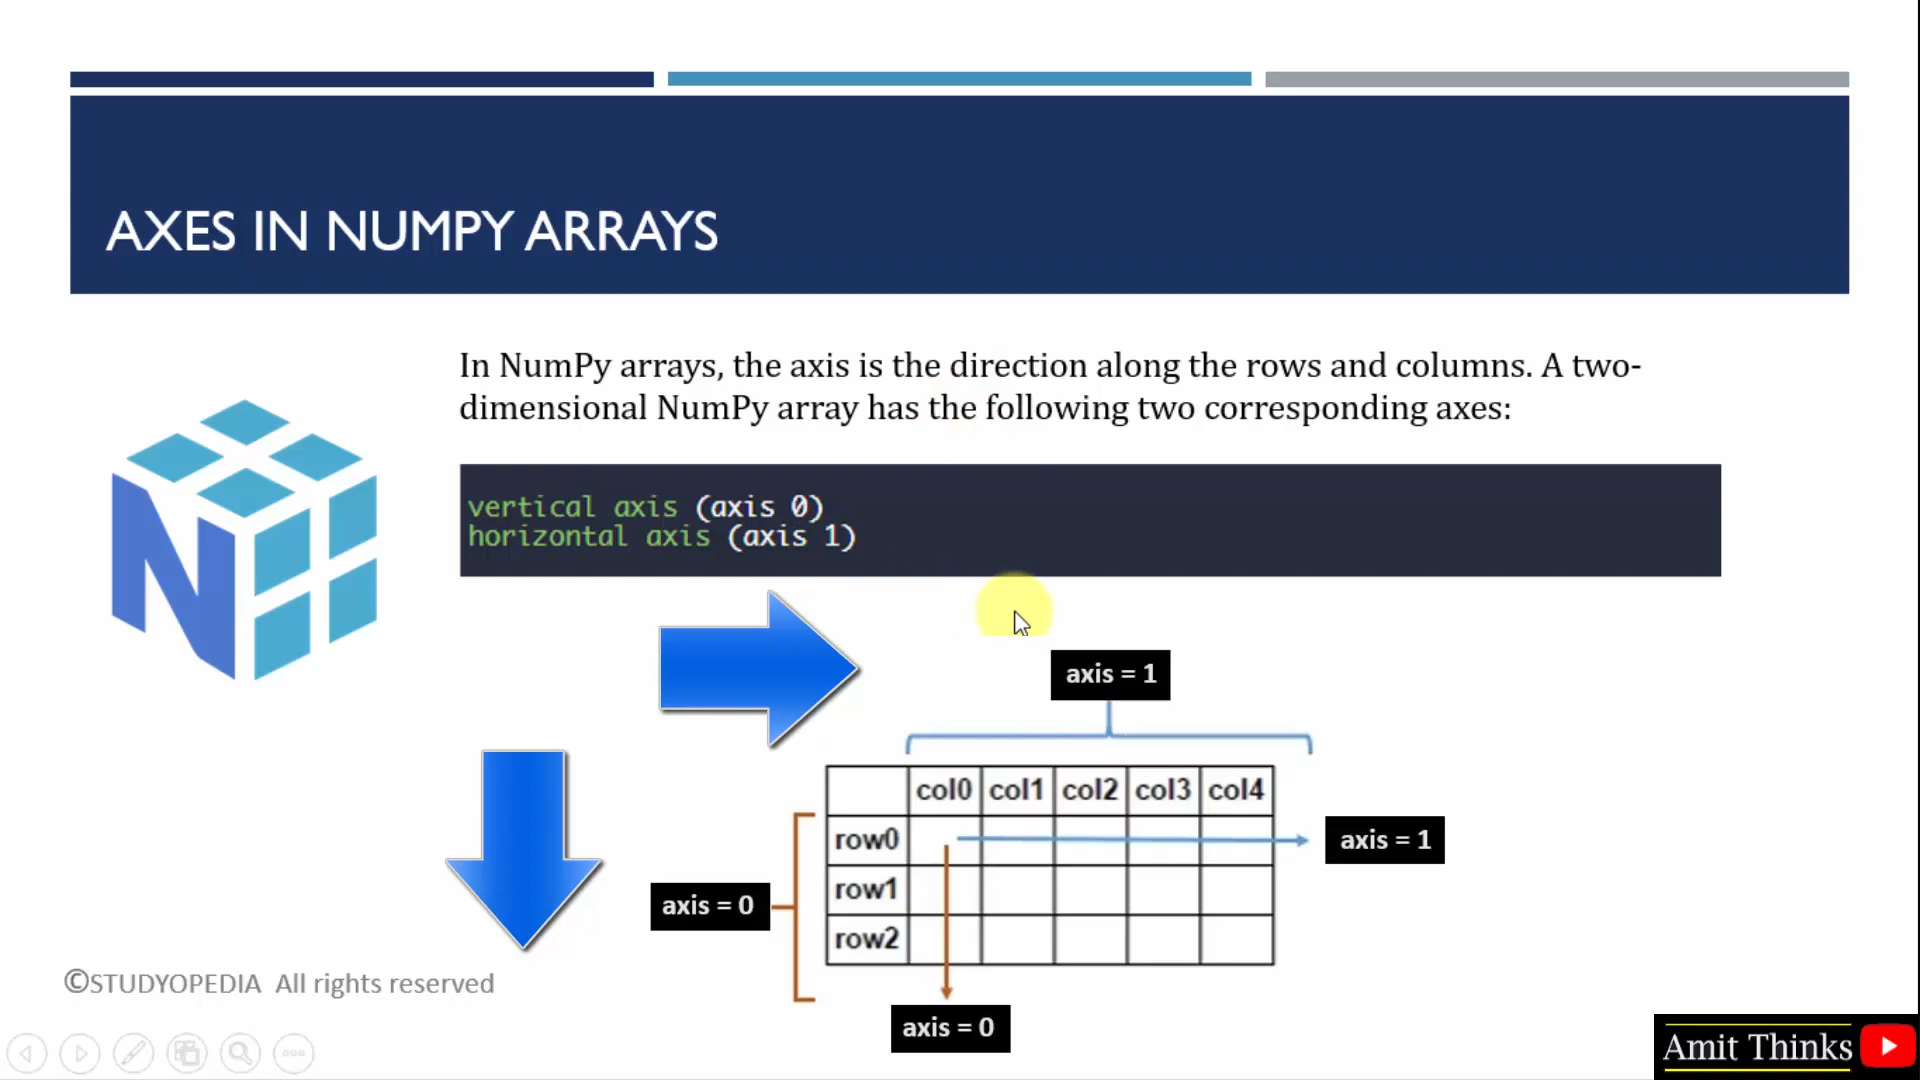 AXES IN NUMPY ARRAYS
In NumPy arrays, the axis is the direction along the rows and columns. A two-
dimensional NumPy array has the following two corresponding axes:
vertical axis (axis 0)
horizontal axis (axis 1)
axis = 1
col0 col1 col2 col3 col4
row0
axis = 1
row1
axis = 0
row2
axis = 0
©STUDYOPEDIA All rights reserved
Amit Thinks